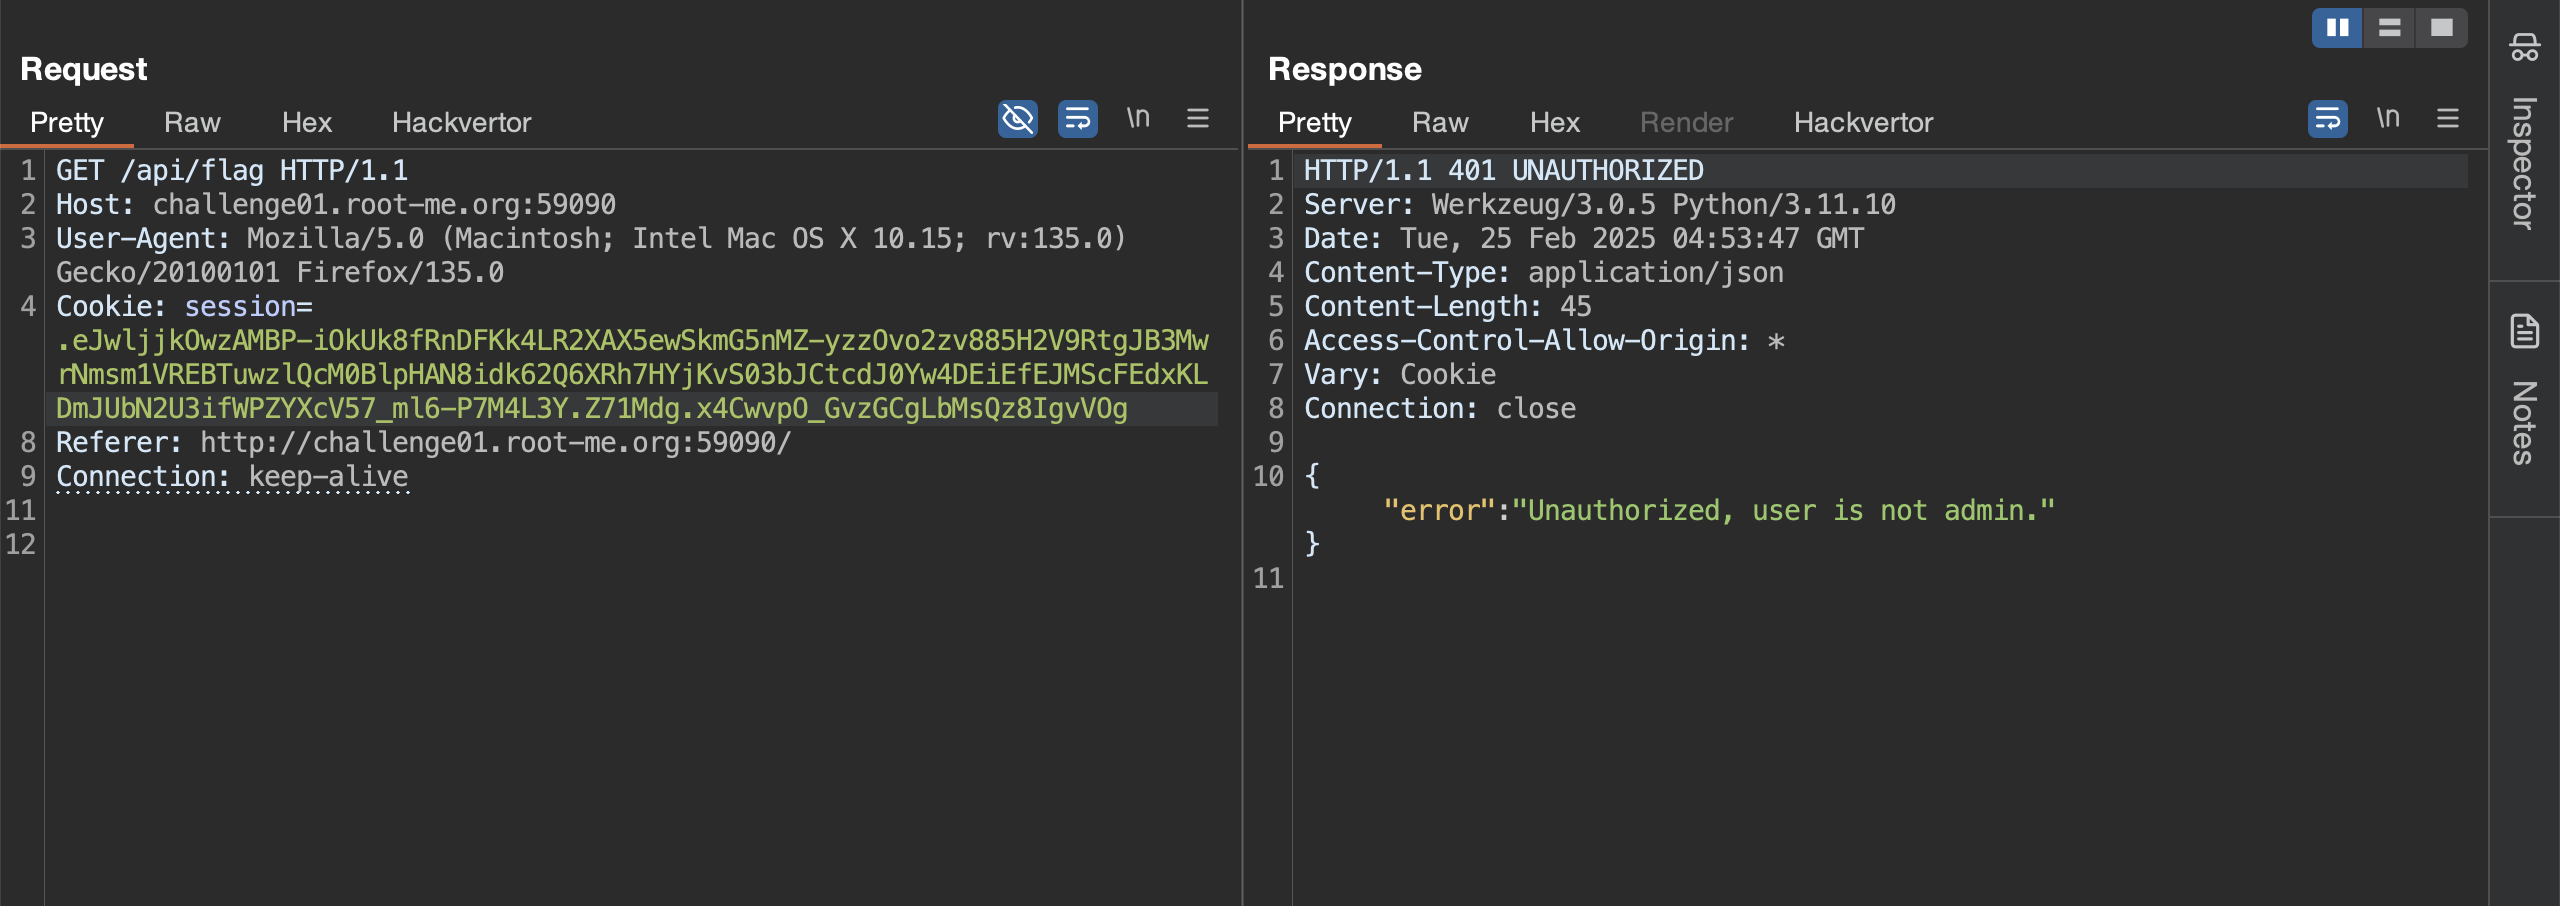 Request
Pretty Raw Hex Hackvertor \n
1 GET /api/flag HTTP/1.1
2 Host: challenge01.root-me.org:59090
3 User-Agent: Mozilla/5.0 (Macintosh; Intel Mac OS X 10.15; rv:135.0)
Gecko/20100101 Firefox/135.0
4 Cookie: session=
.eJwljjkOwzAMBP-iOkUk8fRnDFKk4LR2XAX5ewSkmG5nMZ-yzzOvo2zv885H2V9RtgJB3Mw
rNmsm1VREBTuwzlQcM0BlpHAN8idk62Q6XRh7HYjKvS03bJCtcdJ0Yw4DEiEfEJMScFEdxKL
DmJUbN2U3ifWPZYXcV57_ml6-P7M4L3Y.Z71Mdg.x4CwvpO_GvzGCgLbMsQz8IgvVOg
8 Referer: http://challenge01.root-me.org:59090/
9 Connection: keep-alive
11
12
Response
Pretty Raw Hex Render Hackvertor \n
1 HTTP/1.1 401 UNAUTHORIZED
2 Server: Werkzeug/3.0.5 Python/3.11.10
3 Date: Tue, 25 Feb 2025 04:53:47 GMT
4 Content-Type: application/json
5 Content-Length: 45
6 Access-Control-Allow-Origin: *
7 Vary: Cookie
8 Connection: close
9
10 {
"error":"Unauthorized, user is not admin."
}
11
Inspector
Notes